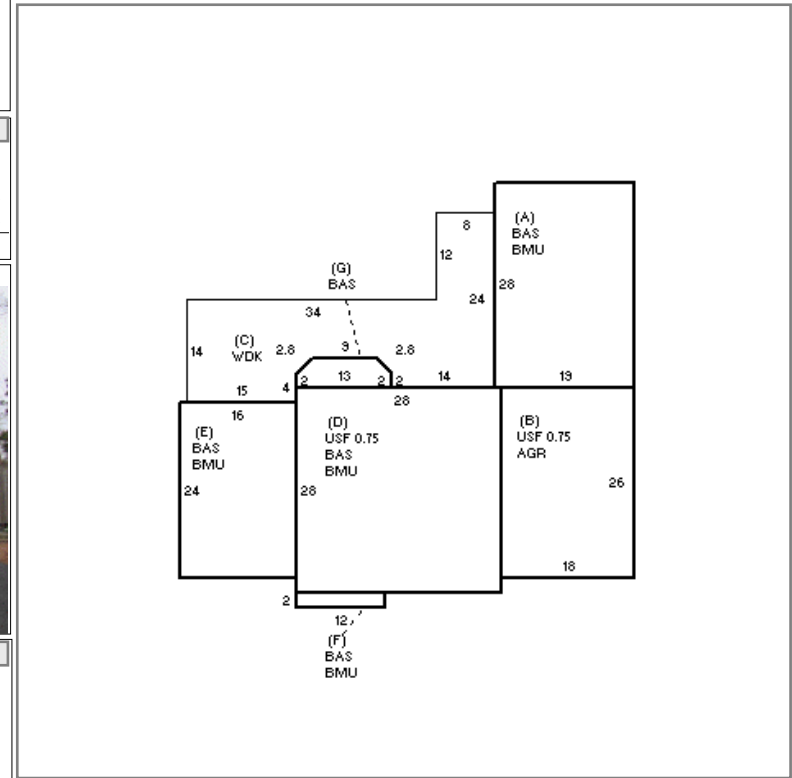 (A)
BAS
BMU
8
12
(G)
BAS
28
24
34
14
(C)
WDK
2.8
9
2.8
15
4
2
13
2
2
14
19
16
28
(E)
BAS
BMU
(D)
USF 0.75
BAS
BMU
(B)
USF 0.75
AGR
24
28
26
18
2
12
(F)
BAS
BMU